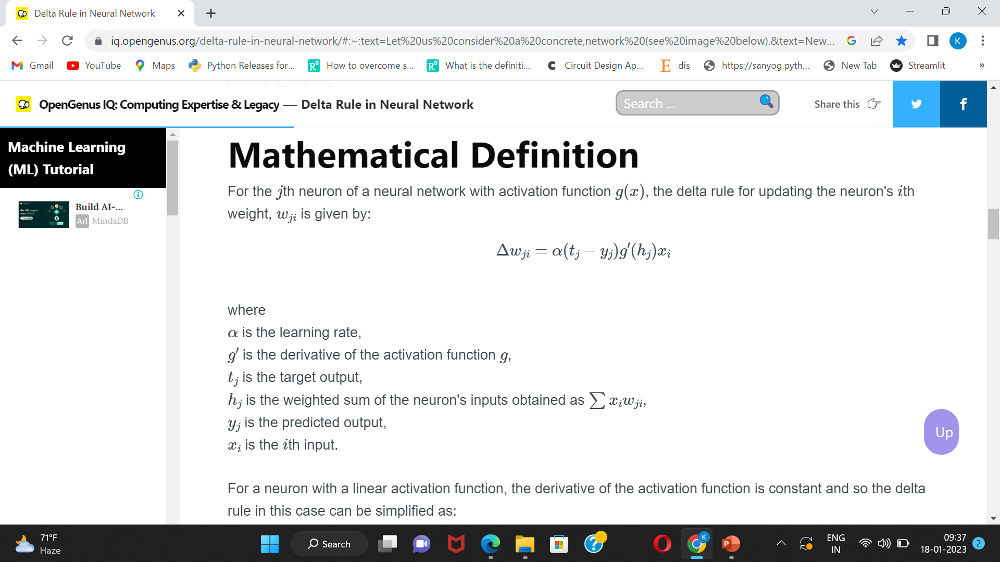 Delta Rule in Neural Network
iq.opengenus.org/delta-rule-in-neural-network/#:~:text=Let%20us%20consider%20a%20concrete,network%20(see%20image%20below).&text=New...
K
Gmail YouTube Maps Python Releases for... How to overcome s... What is the definiti... Circuit Design Ap... dis https://sanyog.pyth... New Tab Streamlit »
reduce loss error.
OpenGenus IQ: Computing Expertise & Legacy — Delta Rule in Neural Network
Search ...
Share this
Machine Learning
(ML) Tutorial
Build AI-...
Ad MindsDB
Mathematical Definition
For the jth neuron of a neural network with activation function g(x), the delta rule for updating the neuron's ith
weight, w_{ji} is given by:
Δw_{ji} = α(t_j − y_j)g′(h_j)x_i
where
α is the learning rate,
g′ is the derivative of the activation function g,
t_j is the target output,
h_j is the weighted sum of the neuron's inputs obtained as ∑ x_i w_{ji},
y_j is the predicted output,
x_i is the ith input.
Up
For a neuron with a linear activation function, the derivative of the activation function is constant and so the delta
rule in this case can be simplified as:
71°F
Haze
Search
ENG
IN
09:37
18-01-2023
2